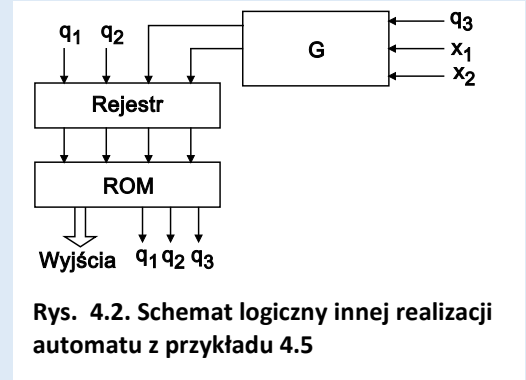 q1 q2 G q3
x1
x2
Rejestr
ROM
Wyjścia q1 q2 q3
Rys. 4.2. Schemat logiczny innej realizacji
automatu z przykładu 4.5